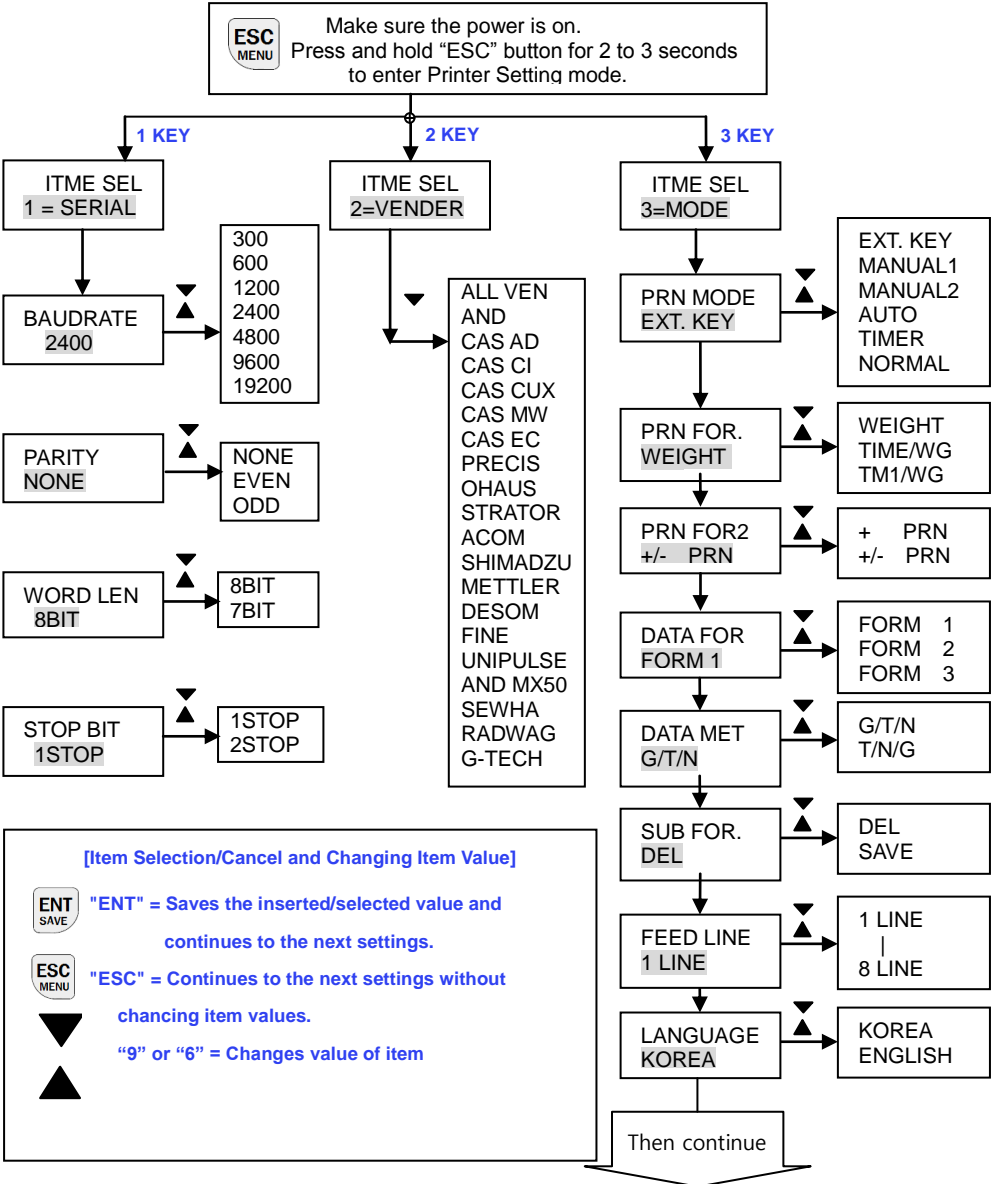 ESC
MENU
Make sure the power is on.
Press and hold “ESC” button for 2 to 3 seconds
to enter Printer Setting mode.
1 KEY
2 KEY
3 KEY
ITME SEL
1 = SERIAL
BAUDRATE
2400
300
600
1200
2400
4800
9600
19200
PARITY
NONE
NONE
EVEN
ODD
WORD LEN
8BIT
8BIT
7BIT
STOP BIT
1STOP
1STOP
2STOP
ITME SEL
2=VENDER
ALL VEN
AND
CAS AD
CAS CI
CAS CUX
CAS MW
CAS EC
PRECIS
OHAUS
STRATOR
ACOM
SHIMADZU
METTLER
DESOM
FINE
UNIPULSE
AND MX50
SEWHA
RADWAG
G-TECH
ITME SEL
3=MODE
PRN MODE
EXT. KEY
EXT. KEY
MANUAL1
MANUAL2
AUTO
TIMER
NORMAL
PRN FOR.
WEIGHT
WEIGHT
TIME/WG
TM1/WG
PRN FOR2
+/- PRN
+ PRN
+/- PRN
DATA FOR
FORM 1
FORM 1
FORM 2
FORM 3
DATA MET
G/T/N
G/T/N
T/N/G
SUB FOR.
DEL
DEL
SAVE
FEED LINE
1 LINE
1 LINE
|
8 LINE
LANGUAGE
KOREA
KOREA
ENGLISH
Then continue
[Item Selection/Cancel and Changing Item Value]
ENT
SAVE
"ENT" = Saves the inserted/selected value and
continues to the next settings.
ESC
MENU
"ESC" = Continues to the next settings without
chancing item values.
“9” or “6” = Changes value of item